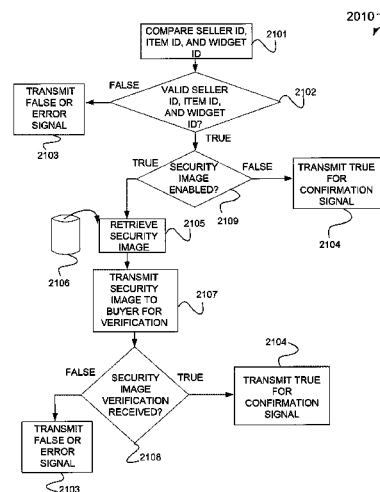 2010
COMPARE SELLER ID,
ITEM ID, AND WIDGET
ID
2101
FALSE
TRANSMIT
FALSE OR
ERROR
SIGNAL
2103
VALID SELLER
ID, ITEM ID,
AND WIDGET
ID?
2102
TRUE
TRUE
SECURITY
IMAGE
ENABLED?
FALSE
2109
TRANSMIT TRUE
FOR
CONFIRMATION
SIGNAL
2104
RETRIEVE
SECURITY
IMAGE
2105
2106
TRANSMIT
SECURITY
IMAGE TO
BUYER FOR
VERIFICATION
2107
FALSE
SECURITY
IMAGE
VERIFICATION
RECEIVED?
TRUE
2104
TRANSMIT TRUE
FOR
CONFIRMATION
SIGNAL
TRANSMIT
FALSE OR
ERROR
SIGNAL
2108
2103